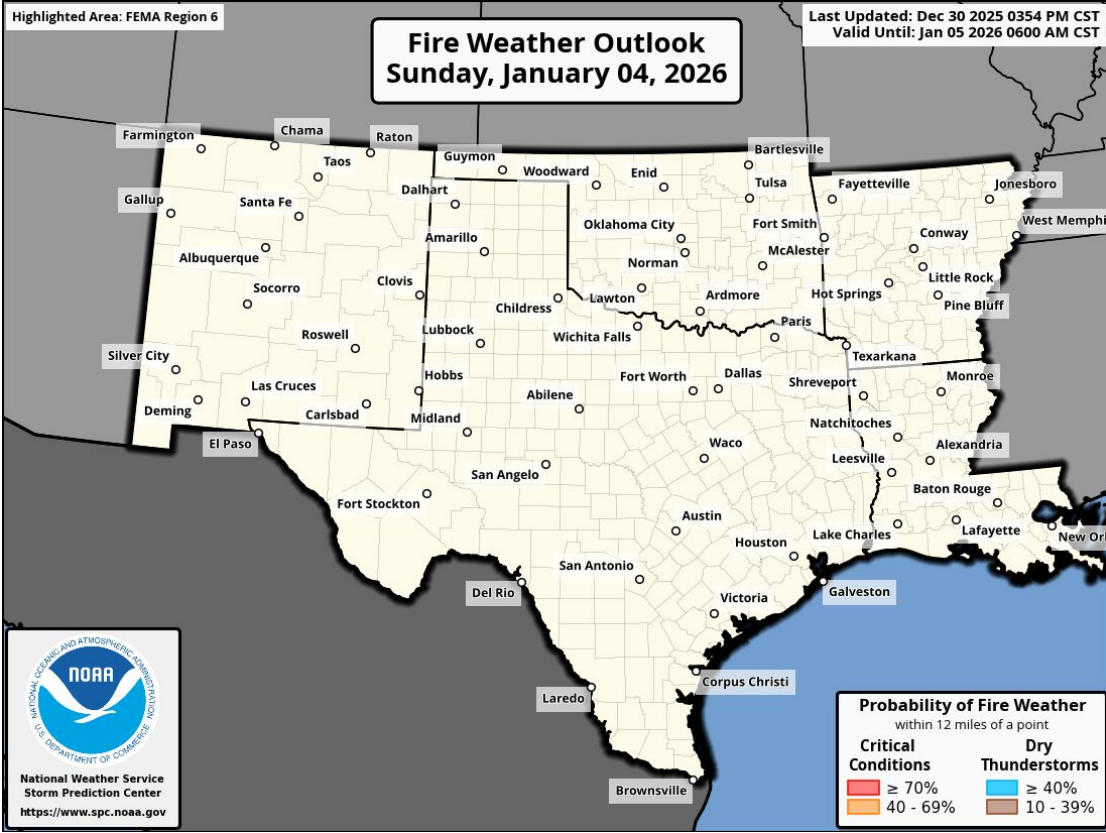 Highlighted Area: FEMA Region 6
Fire Weather Outlook
Sunday, January 04, 2026
Last Updated: Dec 30 2025 0354 PM CST
Valid Until: Jan 05 2026 0600 AM CST
Farmington
Chama
Raton
Taos
Guymon
Woodward
Enid
Bartlesville
Tulsa
Fayetteville
Jonesboro
Gallup
Santa Fe
Dalhart
Oklahoma City
Fort Smith
West Memphi
Albuquerque
Amarillo
Norman
McAlester
Conway
Little Rock
Socorro
Clovis
Childress
Lawton
Ardmore
Hot Springs
Pine Bluff
Roswell
Lubbock
Wichita Falls
Paris
Texarkana
Silver City
Las Cruces
Hobbs
Fort Worth
Dallas
Shreveport
Monroe
Deming
Carlsbad
Midland
Abilene
Natchitoches
El Paso
Waco
Alexandria
San Angelo
Leesville
Fort Stockton
Baton Rouge
Austin
Houston
Lake Charles
Lafayette
New Orl
San Antonio
Del Rio
Victoria
Galveston
Laredo
Corpus Christi
Brownsville
NATIONAL OCEANIC AND ATMOSPHERIC ADMINISTRATION
NOAA
U.S. DEPARTMENT OF COMMERCE
National Weather Service
Storm Prediction Center
https://www.spc.noaa.gov
Probability of Fire Weather
within 12 miles of a point
Critical
Conditions
≥ 70%
40 - 69%
Dry
Thunderstorms
≥ 40%
10 - 39%